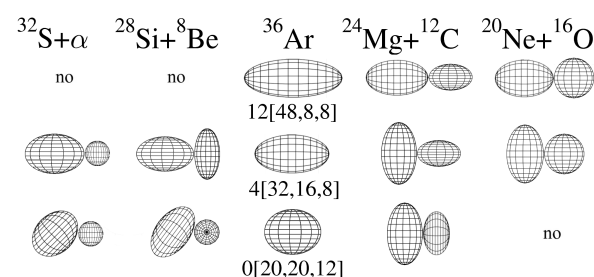 ³²S+α ²⁸Si+⁸Be ³⁶Ar ²⁴Mg+¹²C ²⁰Ne+¹⁶O
no no
12[48,8,8]
4[32,16,8]
no
0[20,20,12]